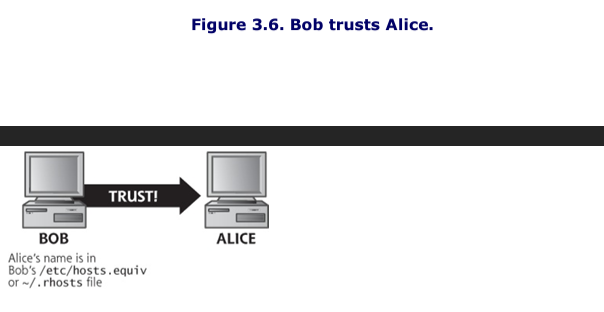 Figure 3.6. Bob trusts Alice.
TRUST!
BOB
ALICE
Alice's name is in
Bob's /etc/hosts.equiv
or ~/.rhosts file